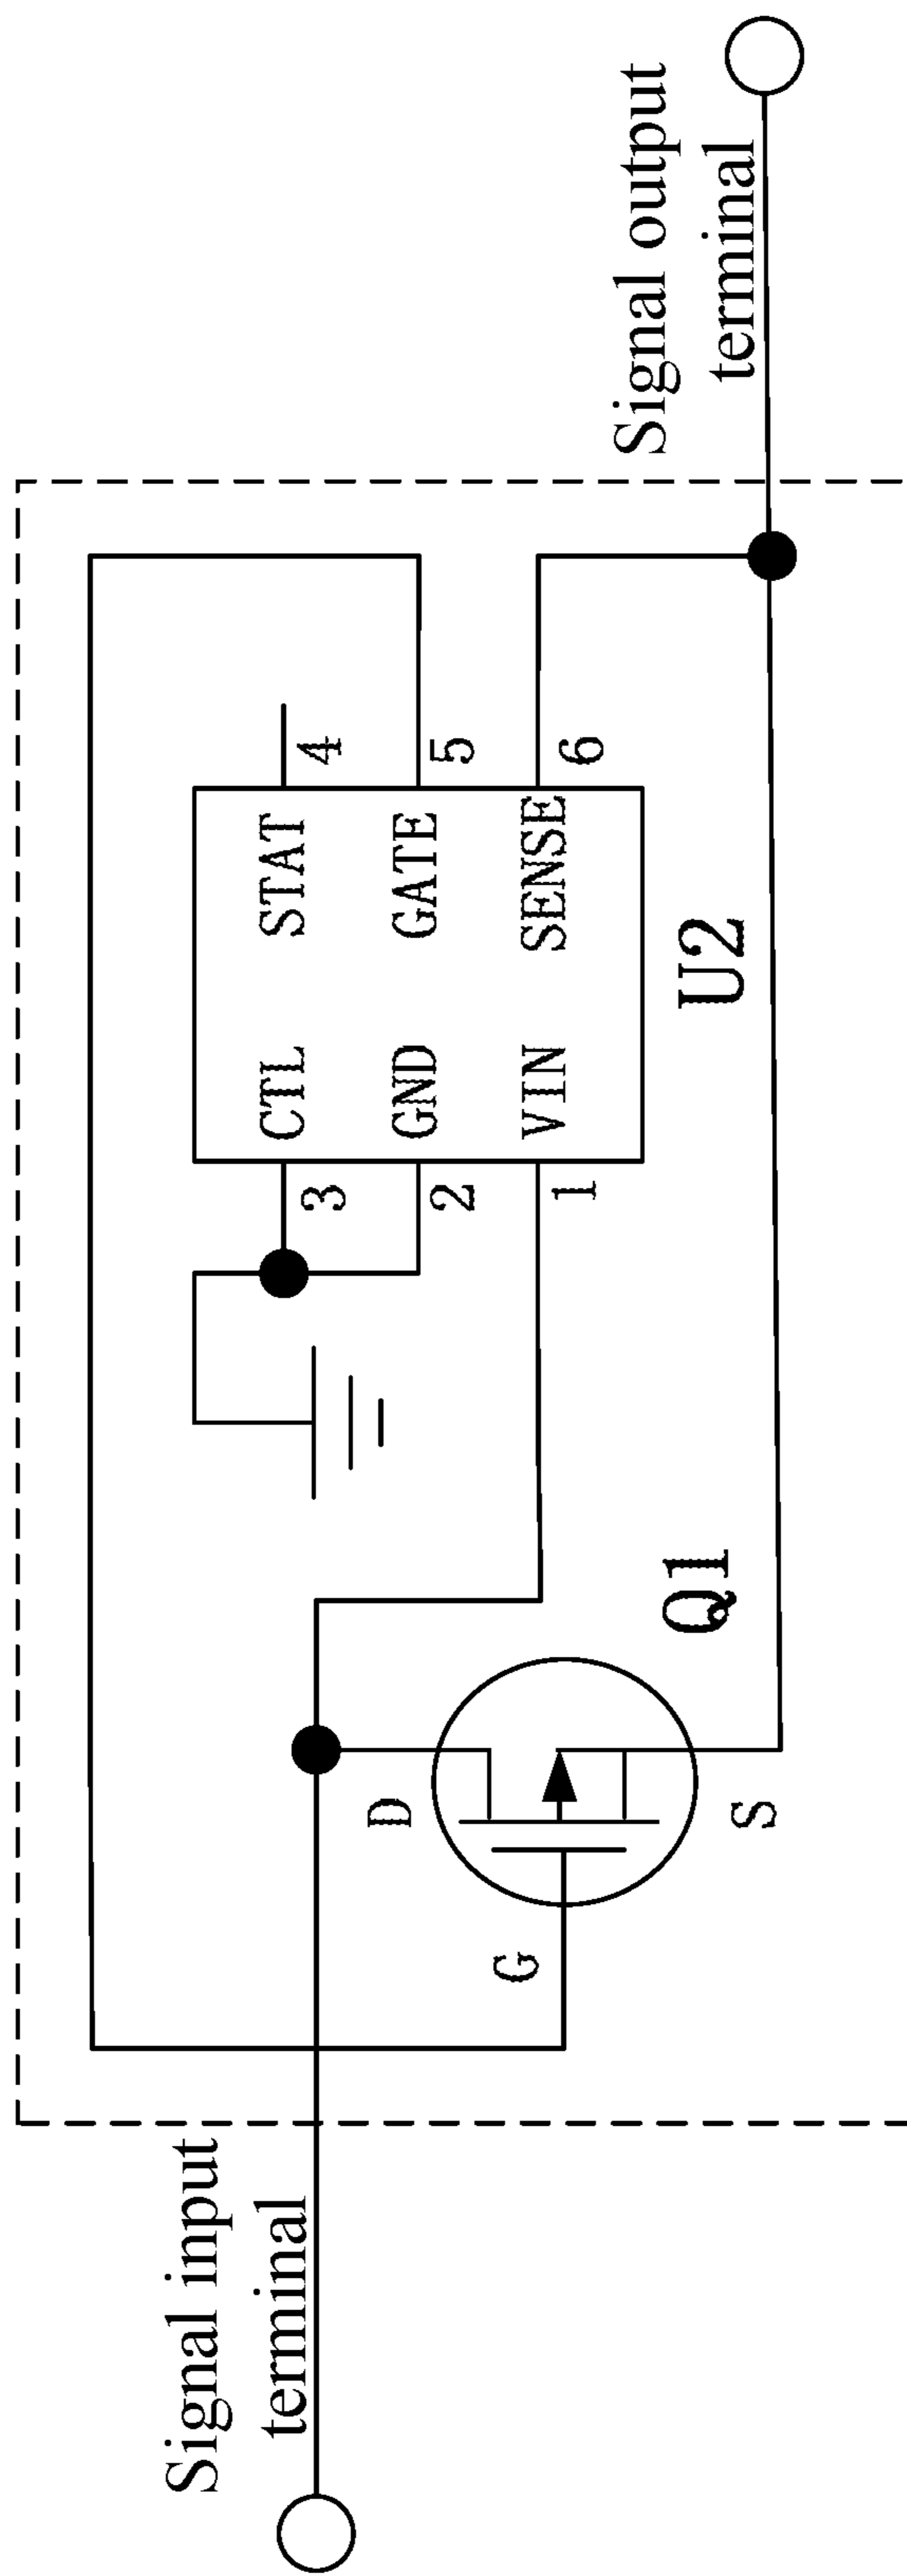 Signal input
terminal
G
D
S
Q1
3
2
1
CTL
GND
VIN
STAT
GATE
SENSE
4
5
6
U2
Signal output
terminal